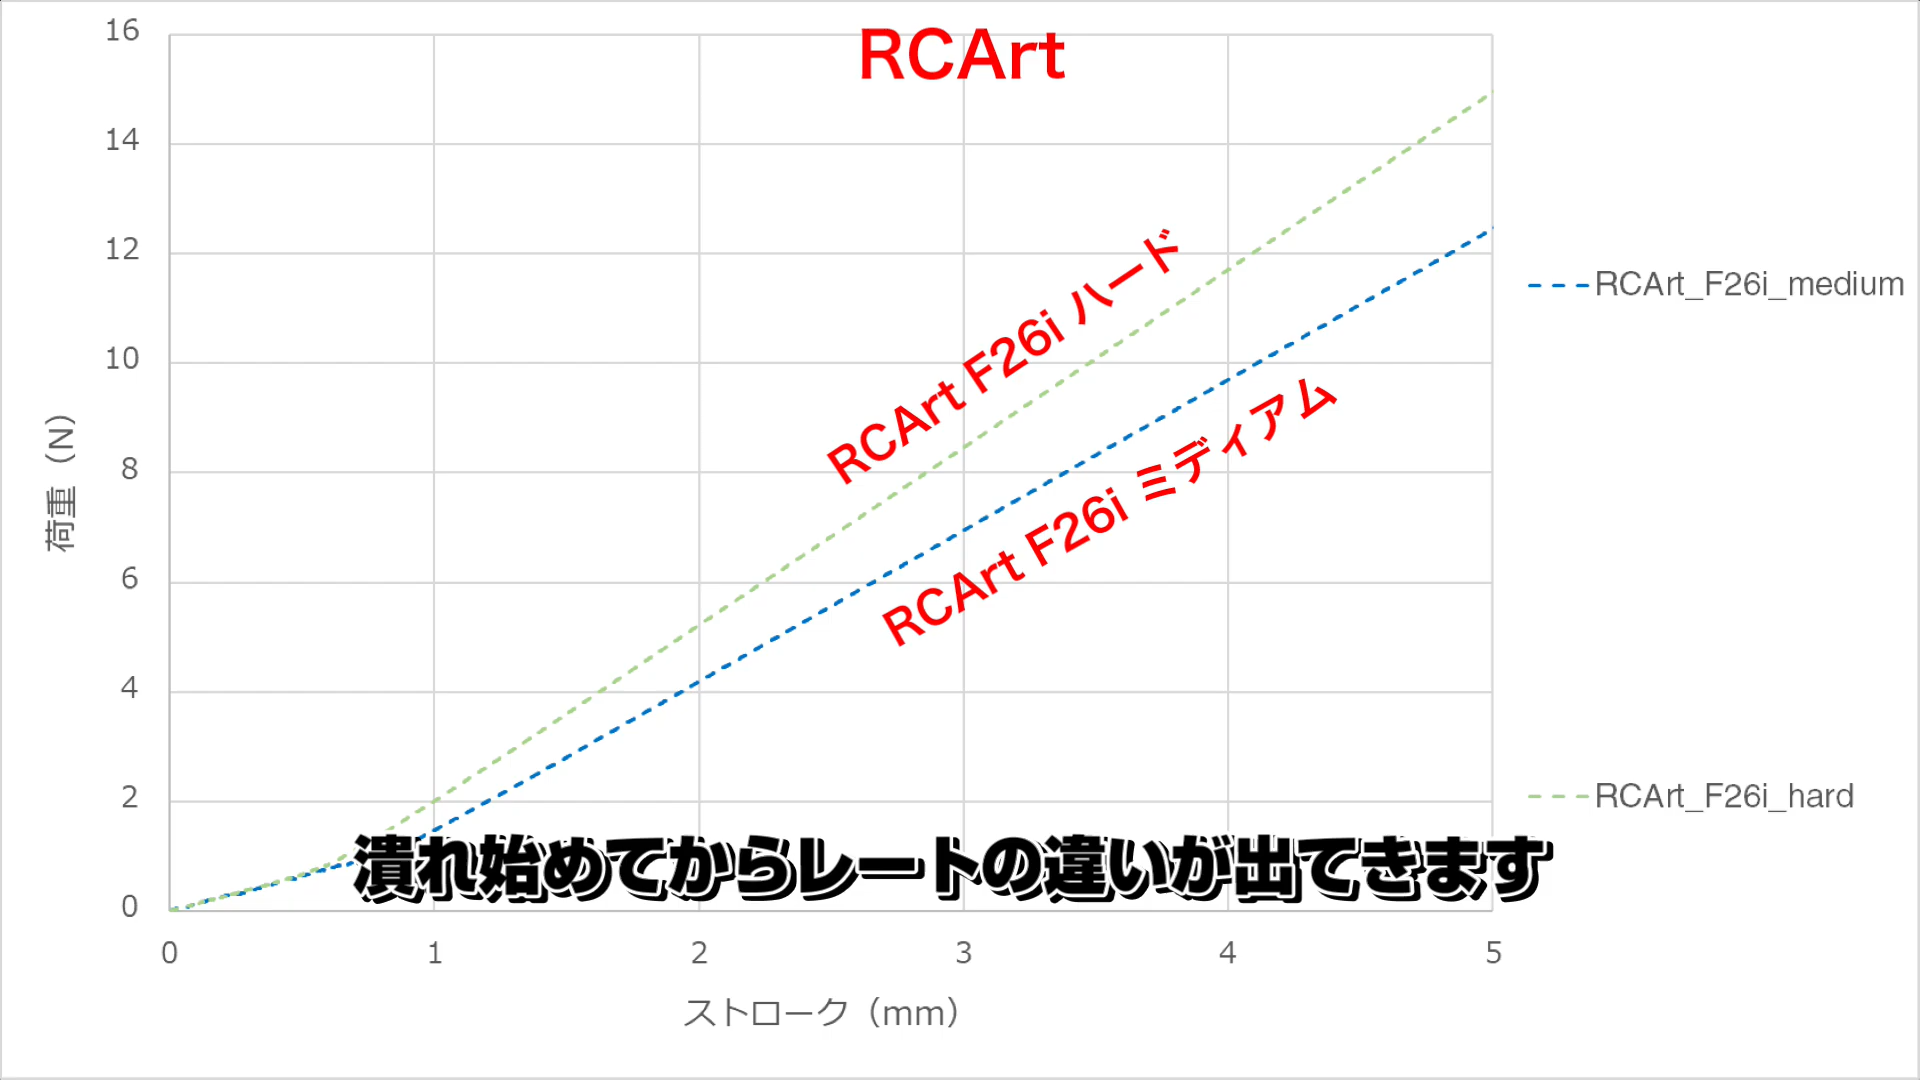 RCArt
16
14
12
10
8
6
4
2
0
荷重（N）
RCArt F26i ハード
RCArt F26i ミディアム
RCArt_F26i_medium
RCArt_F26i_hard
潰れ始めてからレートの違いが出てきます
0 1 2 3 4 5
ストローク（mm）